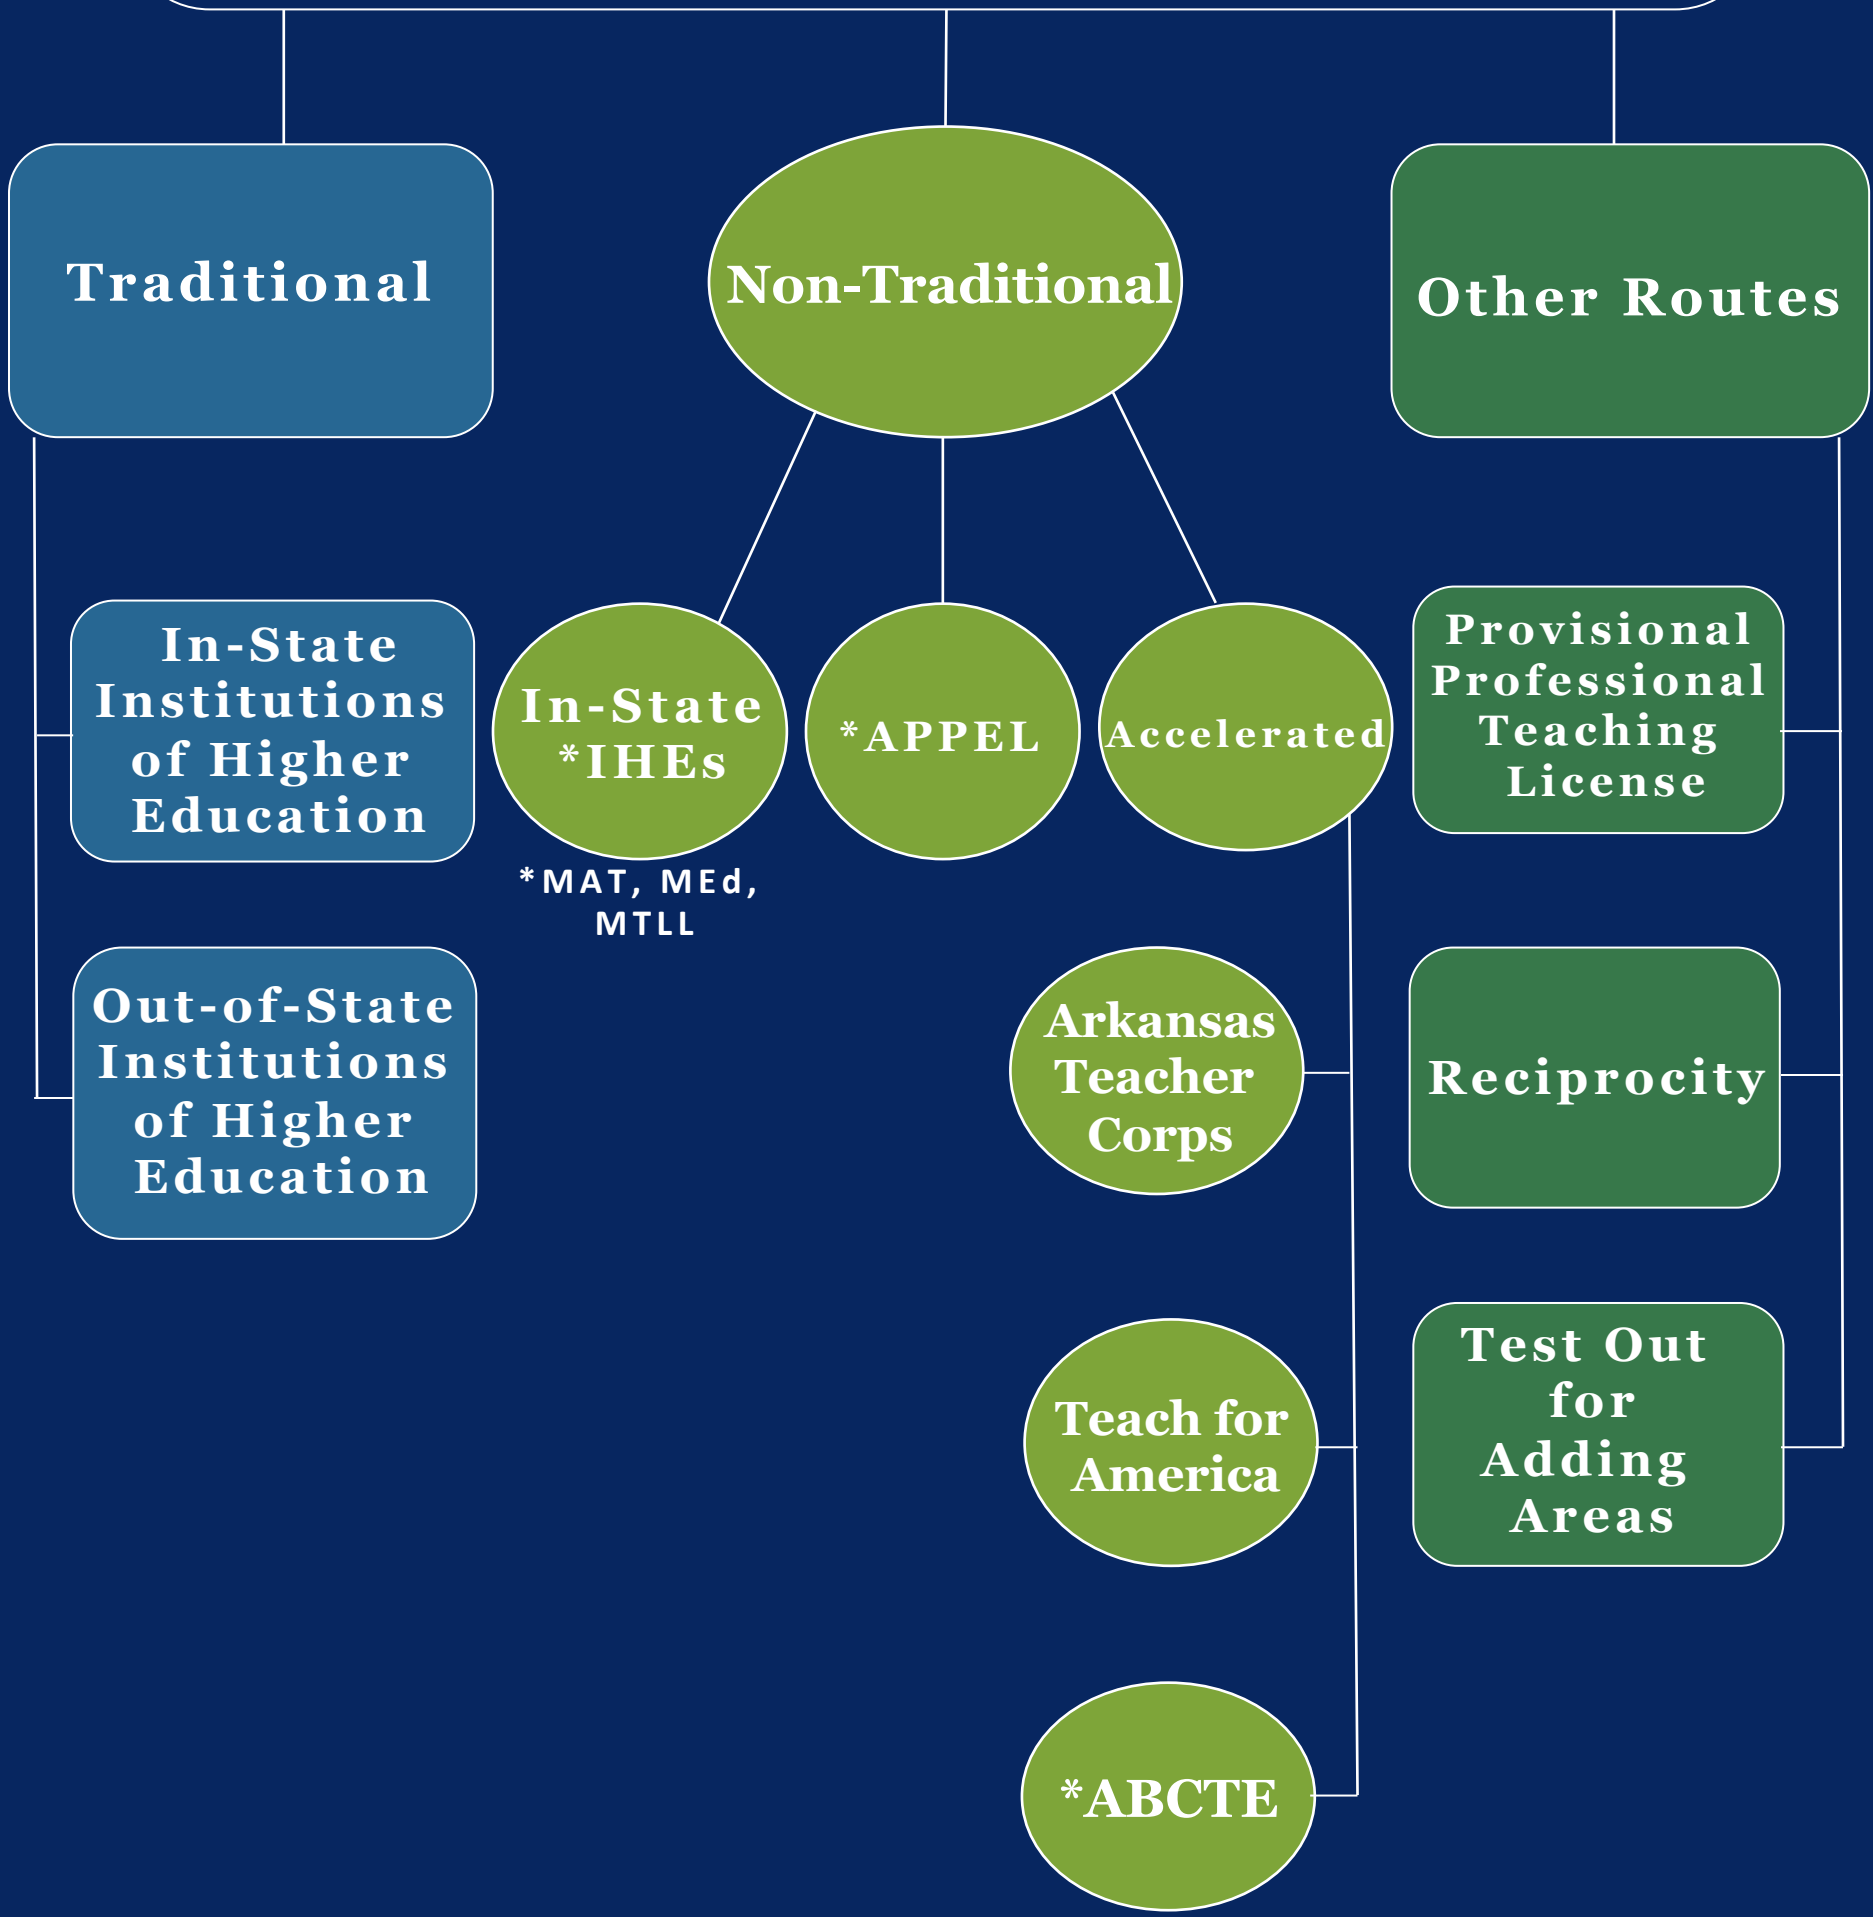 Traditional
Non-Traditional
Other Routes
In-State
Institutions
of Higher
Education
Out-of-State
Institutions
of Higher
Education
In-State
*IHEs
*MAT, MEd,
MTLL
*APPEL
Accelerated
Arkansas
Teacher
Corps
Teach for
America
*ABCTE
Provisional
Professional
Teaching
License
Reciprocity
Test Out
for
Adding
Areas